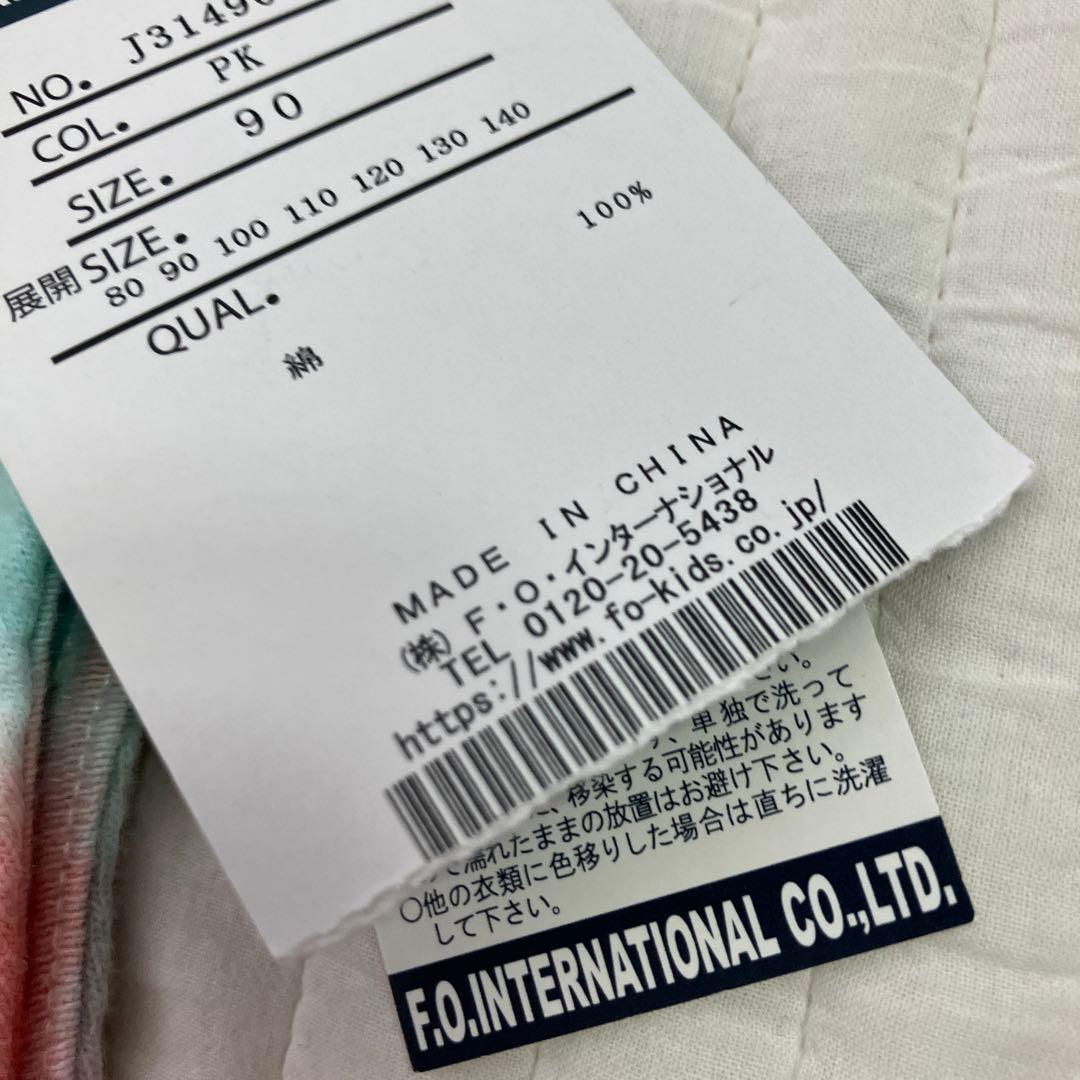 NO. J3149
COL. PK
SIZE. 90
展開 SIZE.
80 90 100 110 120 130 140
QUAL.
綿 100%
MADE IN CHINA
(株) F・O・インターナショナル
TEL 0120-20-5438
https://www.fo-kids.co.jp/
さい。
単独で洗って
移染する可能性があります
濡れたままの放置はお避け下さい。
○他の衣類に色移りした場合は直ちに洗濯
して下さい。
F.O.INTERNATIONAL CO.,LTD.